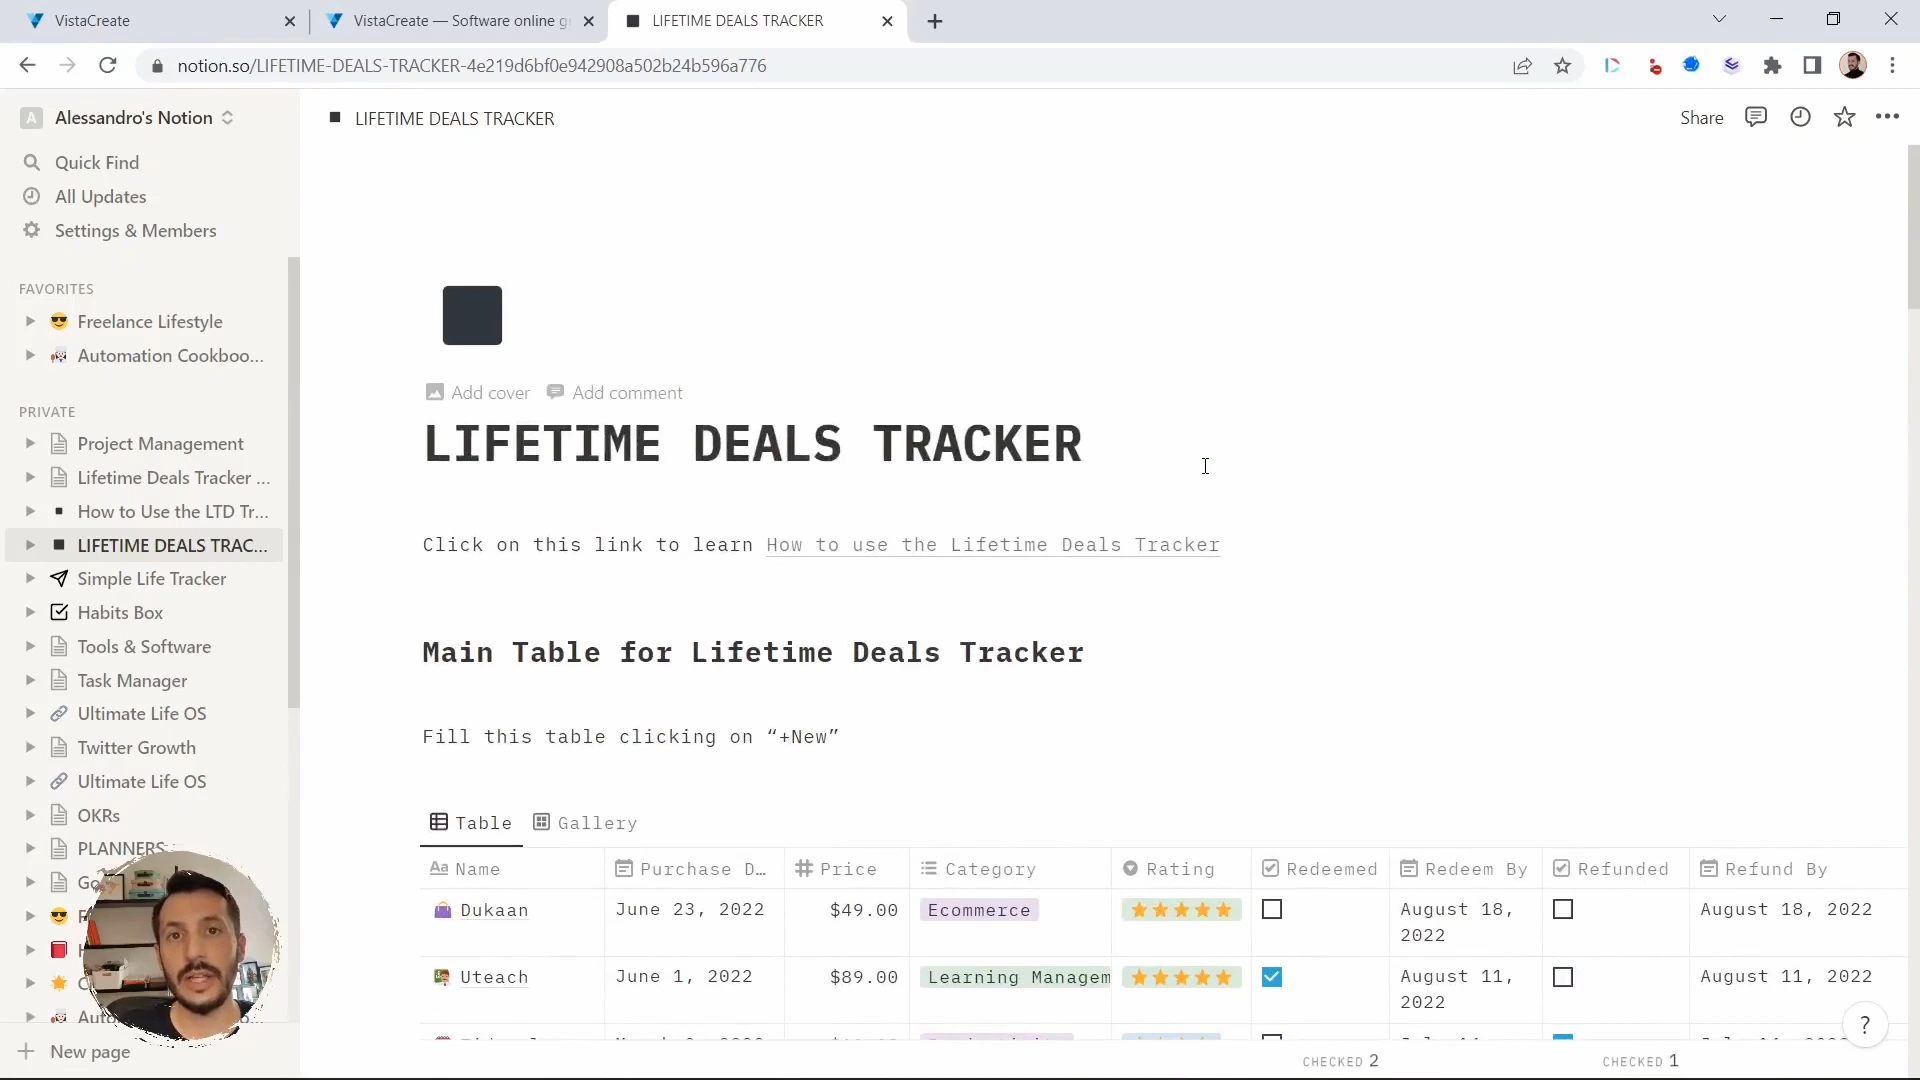 VistaCreate
VistaCreate — Software online g
LIFETIME DEALS TRACKER
notion.so/LIFETIME-DEALS-TRACKER-4e219d6bf0e942908a502b24b596a776
A
Alessandro's Notion
LIFETIME DEALS TRACKER
Share
Quick Find
All Updates
Settings & Members
FAVORITES
Freelance Lifestyle
Automation Cookboo...
PRIVATE
Project Management
Lifetime Deals Tracker ...
How to Use the LTD Tr...
LIFETIME DEALS TRAC...
Simple Life Tracker
Habits Box
Tools & Software
Task Manager
Ultimate Life OS
Twitter Growth
Ultimate Life OS
OKRs
PLANNERS
New page
Add cover
Add comment
LIFETIME DEALS TRACKER
Click on this link to learn How to use the Lifetime Deals Tracker
Main Table for Lifetime Deals Tracker
Fill this table clicking on “+New”
Table
Gallery
Aa Name
Purchase D...
Price
Category
Rating
Redeemed
Redeem By
Refunded
Refund By
Dukaan
June 23, 2022
$49.00
Ecommerce
August 18, 2022
August 18, 2022
Uteach
June 1, 2022
$89.00
Learning Managem
August 11, 2022
August 11, 2022
CHECKED 2
CHECKED 1
?